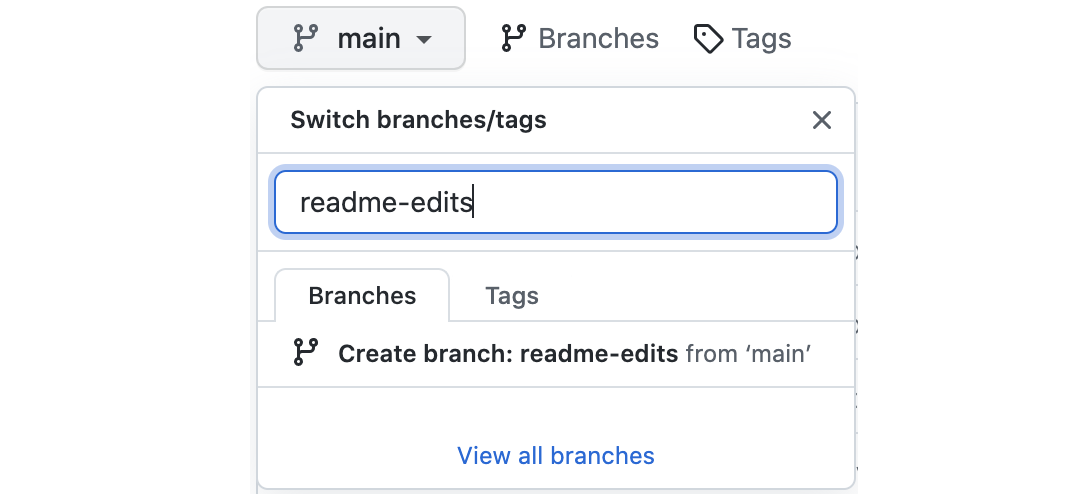 main Branches Tags
Switch branches/tags
readme-edits
Branches Tags
Create branch: readme-edits from ‘main’
View all branches